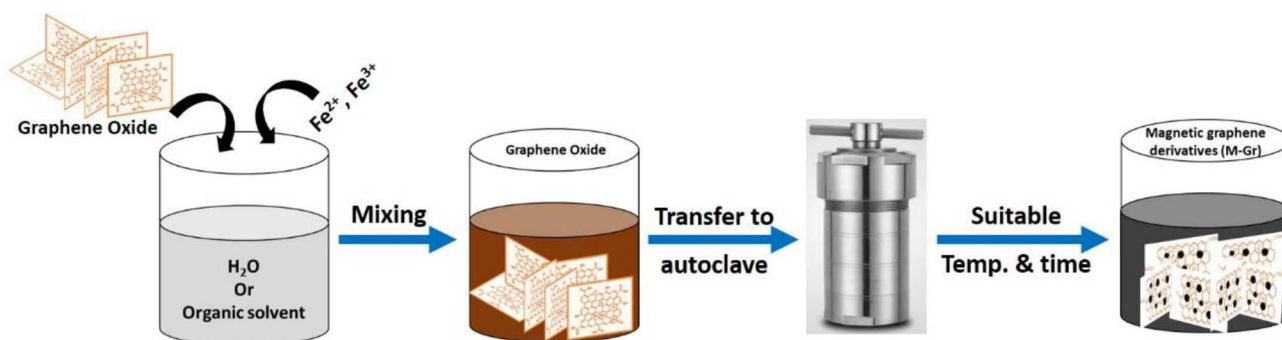 Graphene Oxide
Fe²⁺, Fe³⁺
H₂O
Or
Organic solvent
Mixing
Graphene Oxide
Transfer to
autoclave
Suitable
Temp. & time
Magnetic graphene
derivatives (M-Gr)